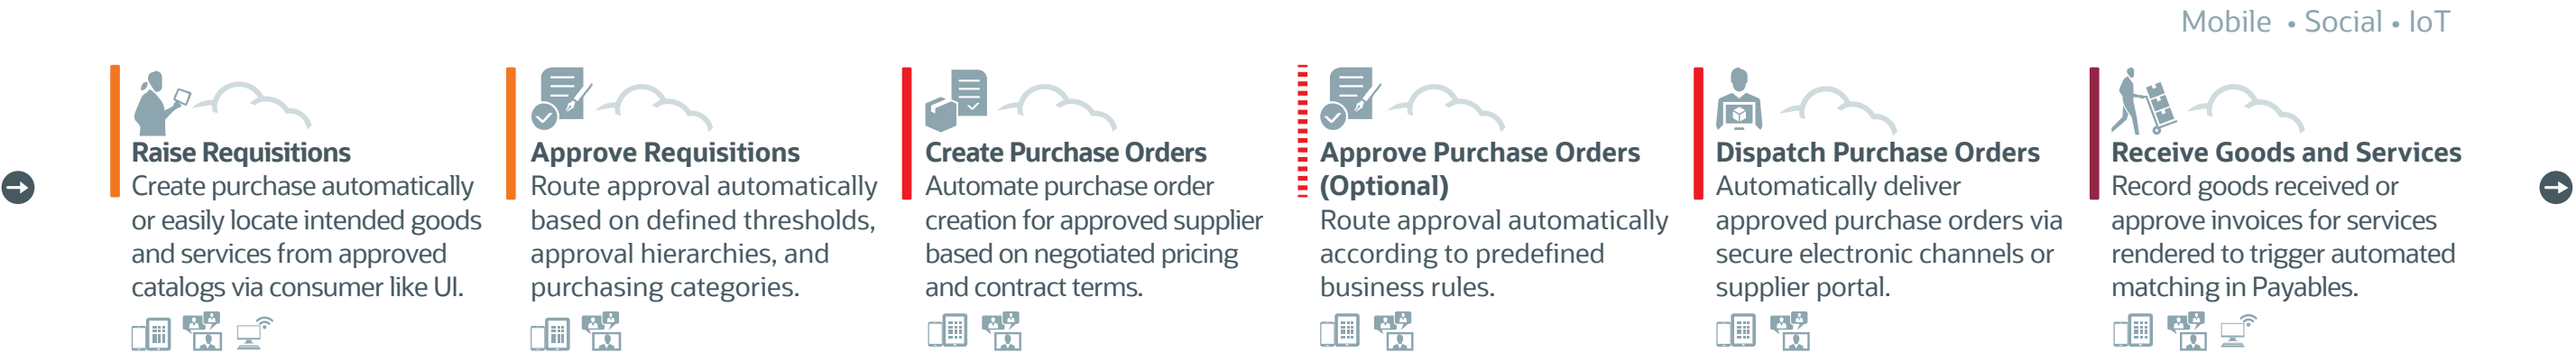 Mobile • Social • IoT
Raise Requisitions
Create purchase automatically
or easily locate intended goods
and services from approved
catalogs via consumer like UI.
Approve Requisitions
Route approval automatically
based on defined thresholds,
approval hierarchies, and
purchasing categories.
Create Purchase Orders
Automate purchase order
creation for approved supplier
based on negotiated pricing
and contract terms.
Approve Purchase Orders
(Optional)
Route approval automatically
according to predefined
business rules.
Dispatch Purchase Orders
Automatically deliver
approved purchase orders via
secure electronic channels or
supplier portal.
Receive Goods and Services
Record goods received or
approve invoices for services
rendered to trigger automated
matching in Payables.